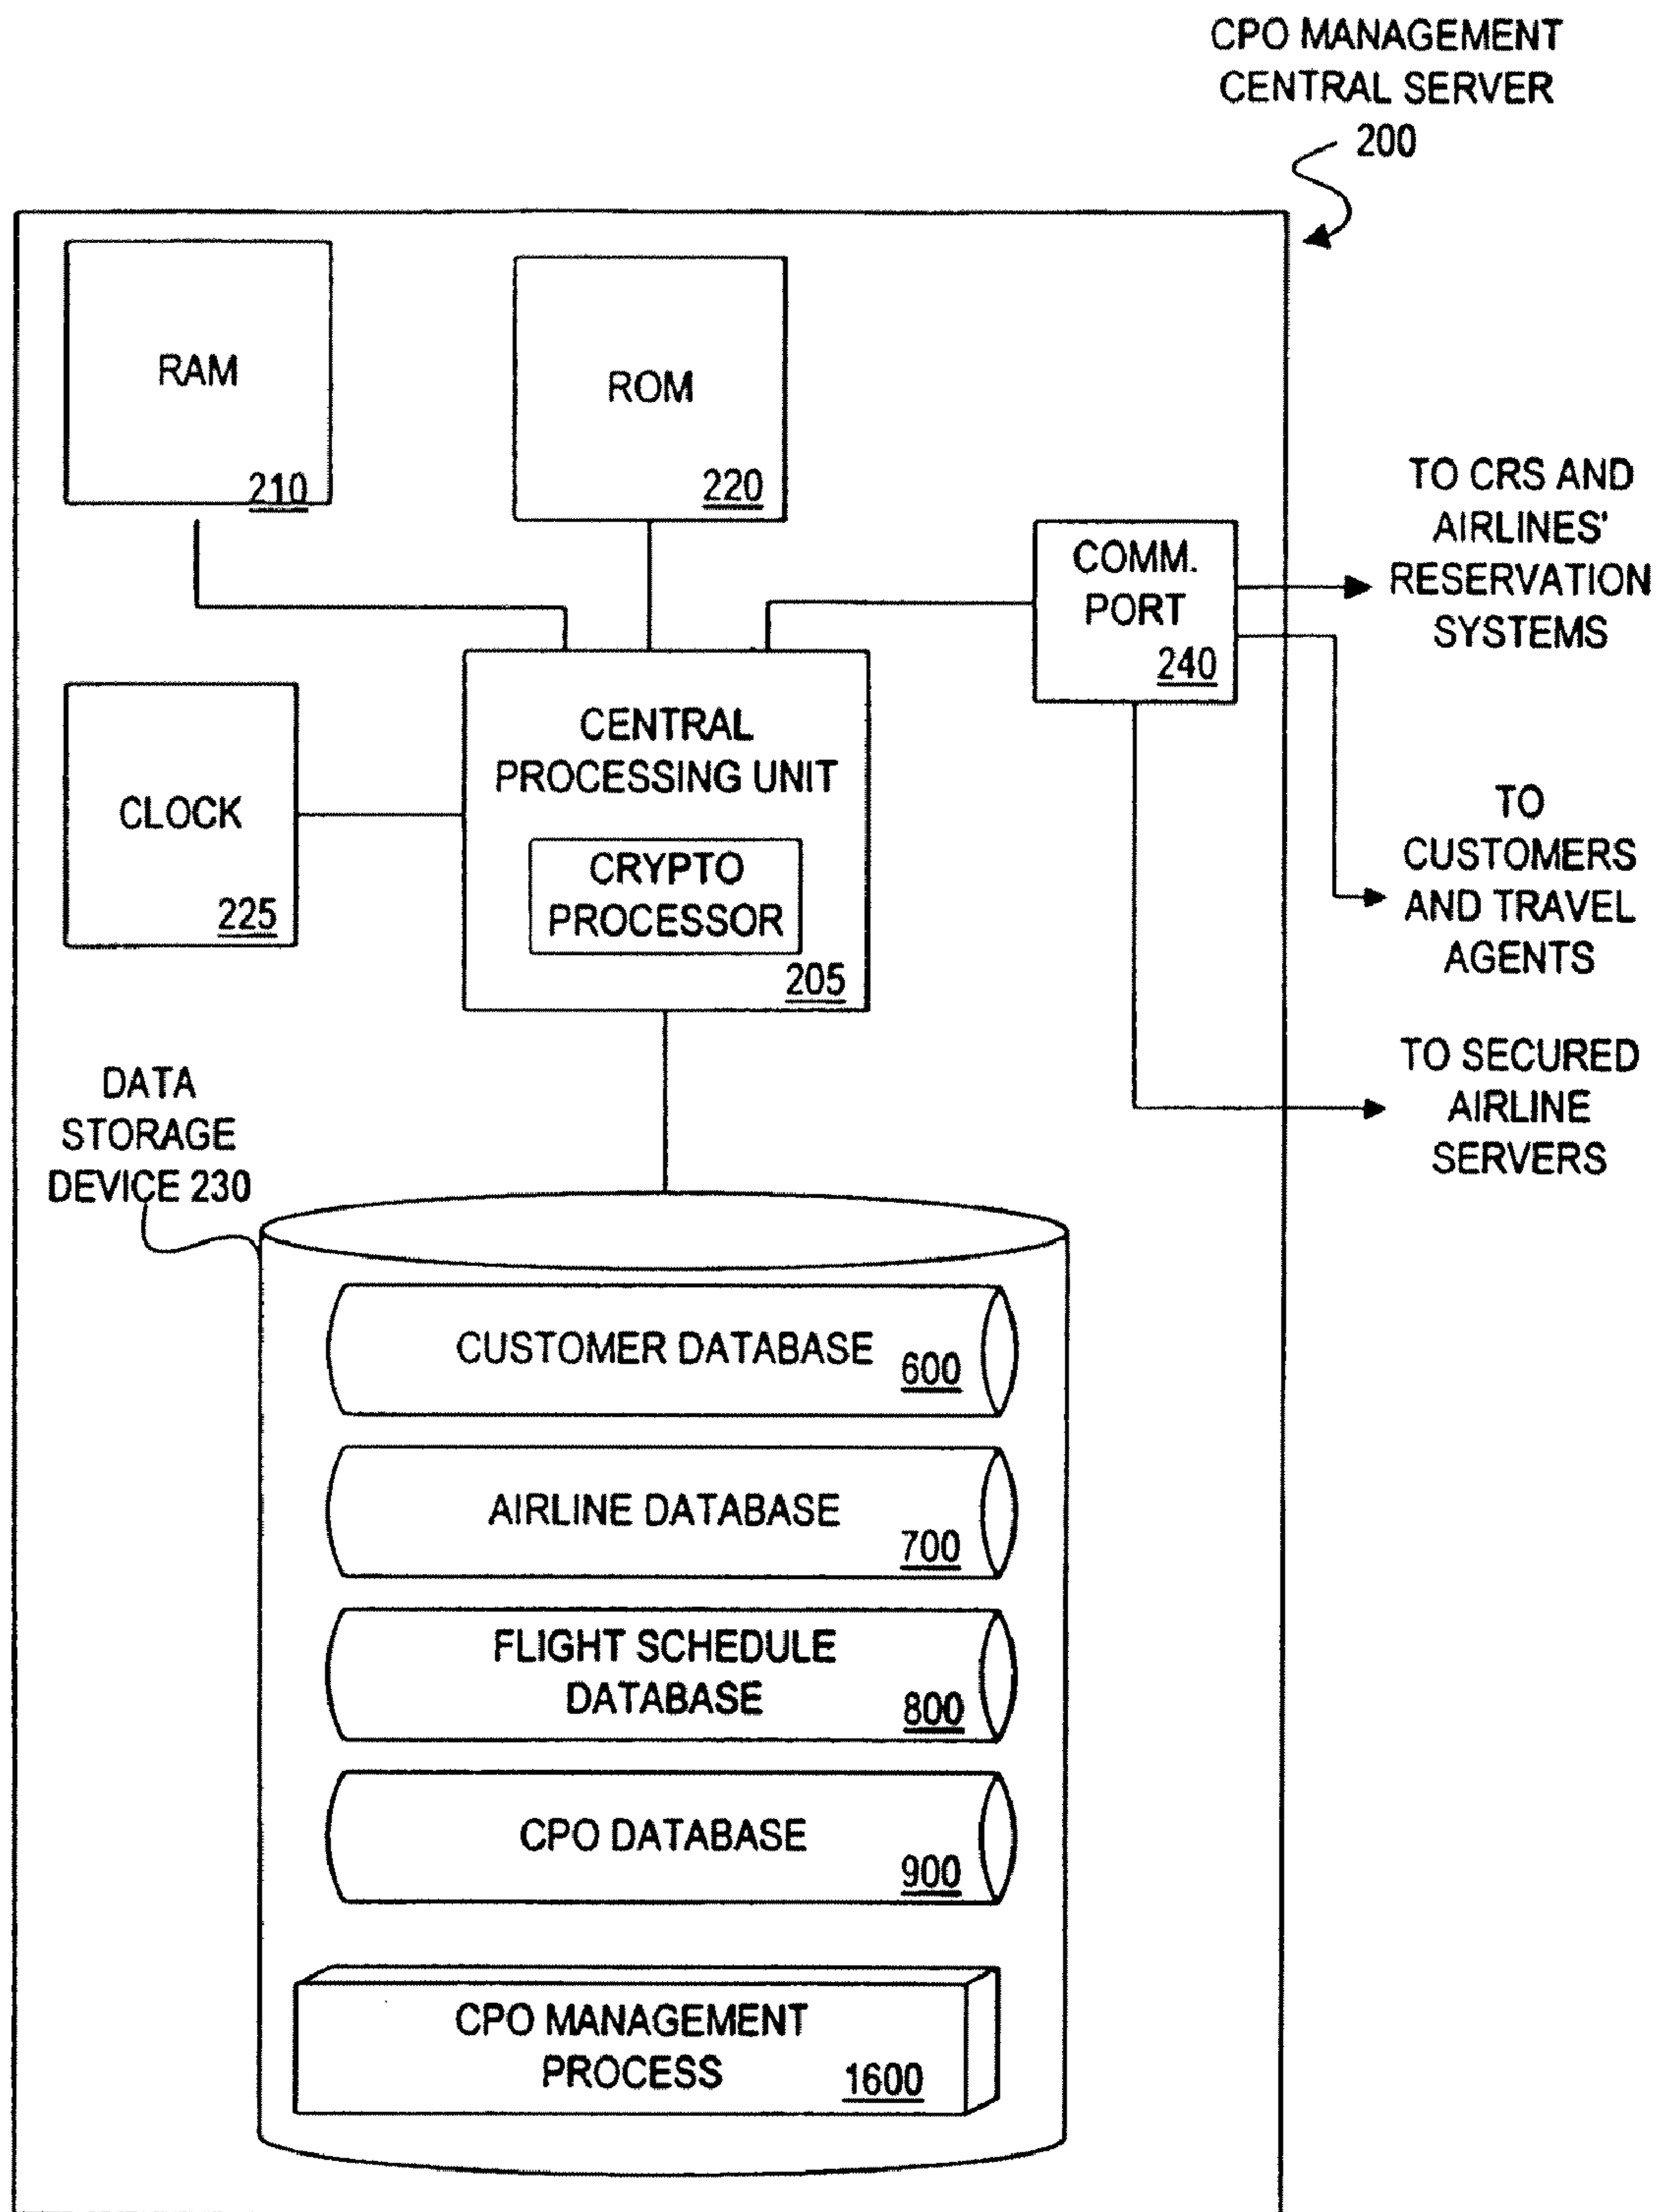 CPO MANAGEMENT
CENTRAL SERVER
200
RAM
210
ROM
220
COMM.
PORT
240
TO CRS AND
AIRLINES'
RESERVATION
SYSTEMS
CLOCK
225
CENTRAL
PROCESSING UNIT
CRYPTO
PROCESSOR
205
TO
CUSTOMERS
AND TRAVEL
AGENTS
TO SECURED
AIRLINE
SERVERS
DATA
STORAGE
DEVICE 230
CUSTOMER DATABASE
600
AIRLINE DATABASE
700
FLIGHT SCHEDULE
DATABASE
800
CPO DATABASE
900
CPO MANAGEMENT
PROCESS
1600